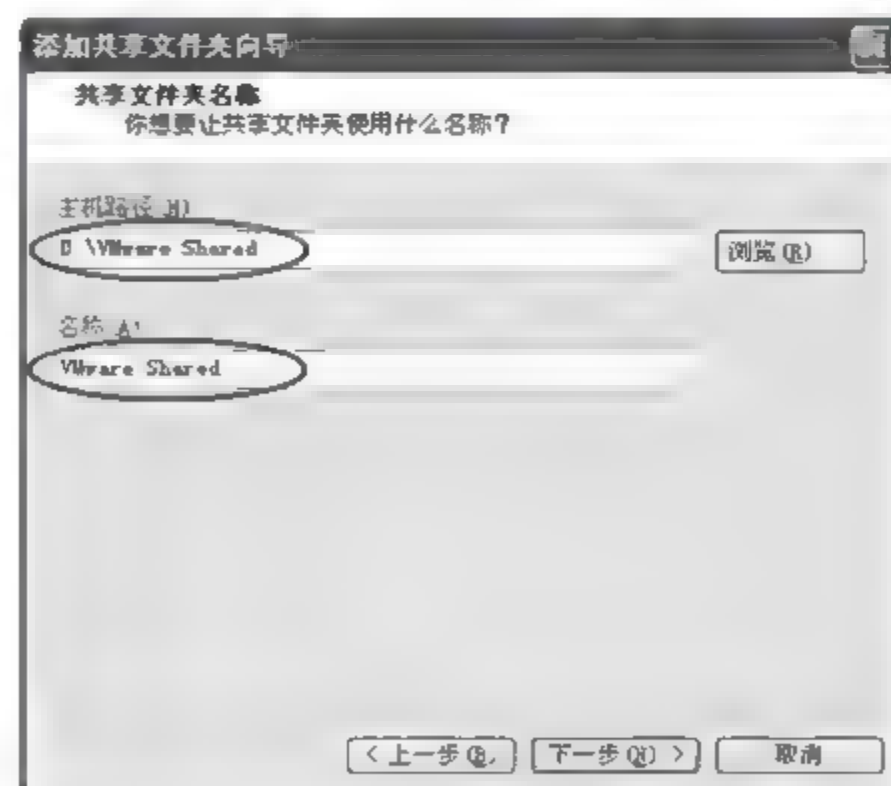 添加共享文件夹向导
共享文件夹名称
你想要让共享文件夹使用什么名称?
主机路径 H)
D \VMware Shared
浏览 (R)
名称 A:
VMware Shared
< 上一步 (B)
下一步 (N) >
取消